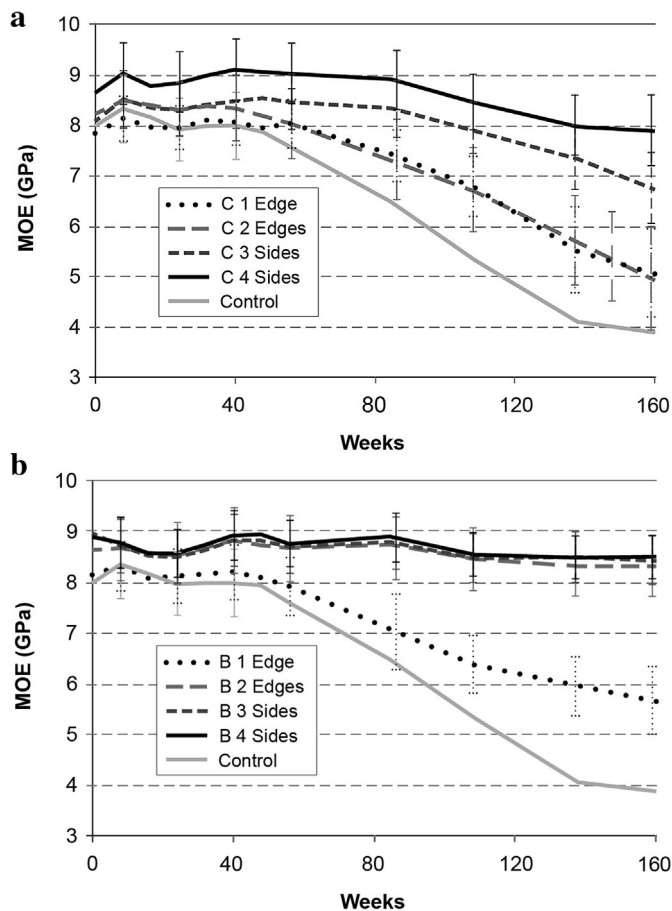 a
10
9
8
7
6
5
4
3
MOE (GPa)
C 1 Edge
C 2 Edges
C 3 Sides
C 4 Sides
Control
0 40 80 120 160
Weeks
b
10
9
8
7
6
5
4
3
MOE (GPa)
B 1 Edge
B 2 Edges
B 3 Sides
B 4 Sides
Control
0 40 80 120 160
Weeks